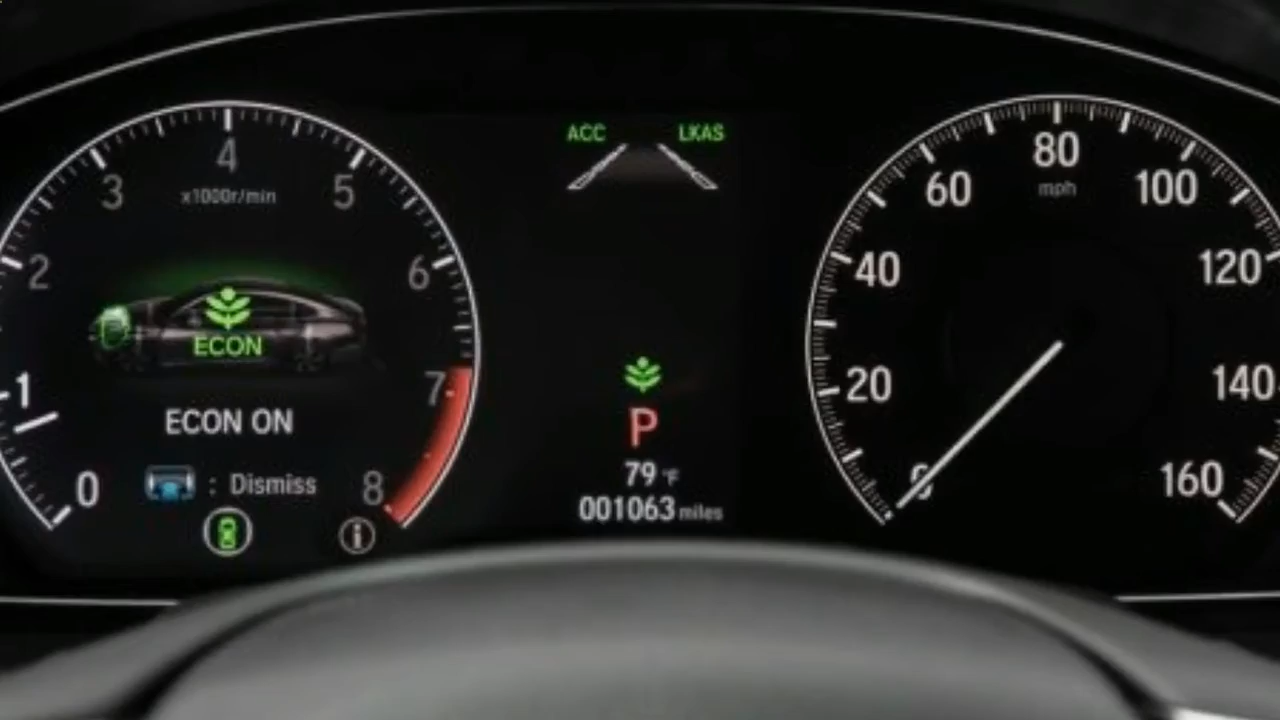 4
3
5
x1000r/min
2
6
ECON
1
7
ECON ON
0
: Dismiss
8
i
ACC LKAS
P
79 °F
001063 miles
80
60
mph
100
40
120
20
140
0
160